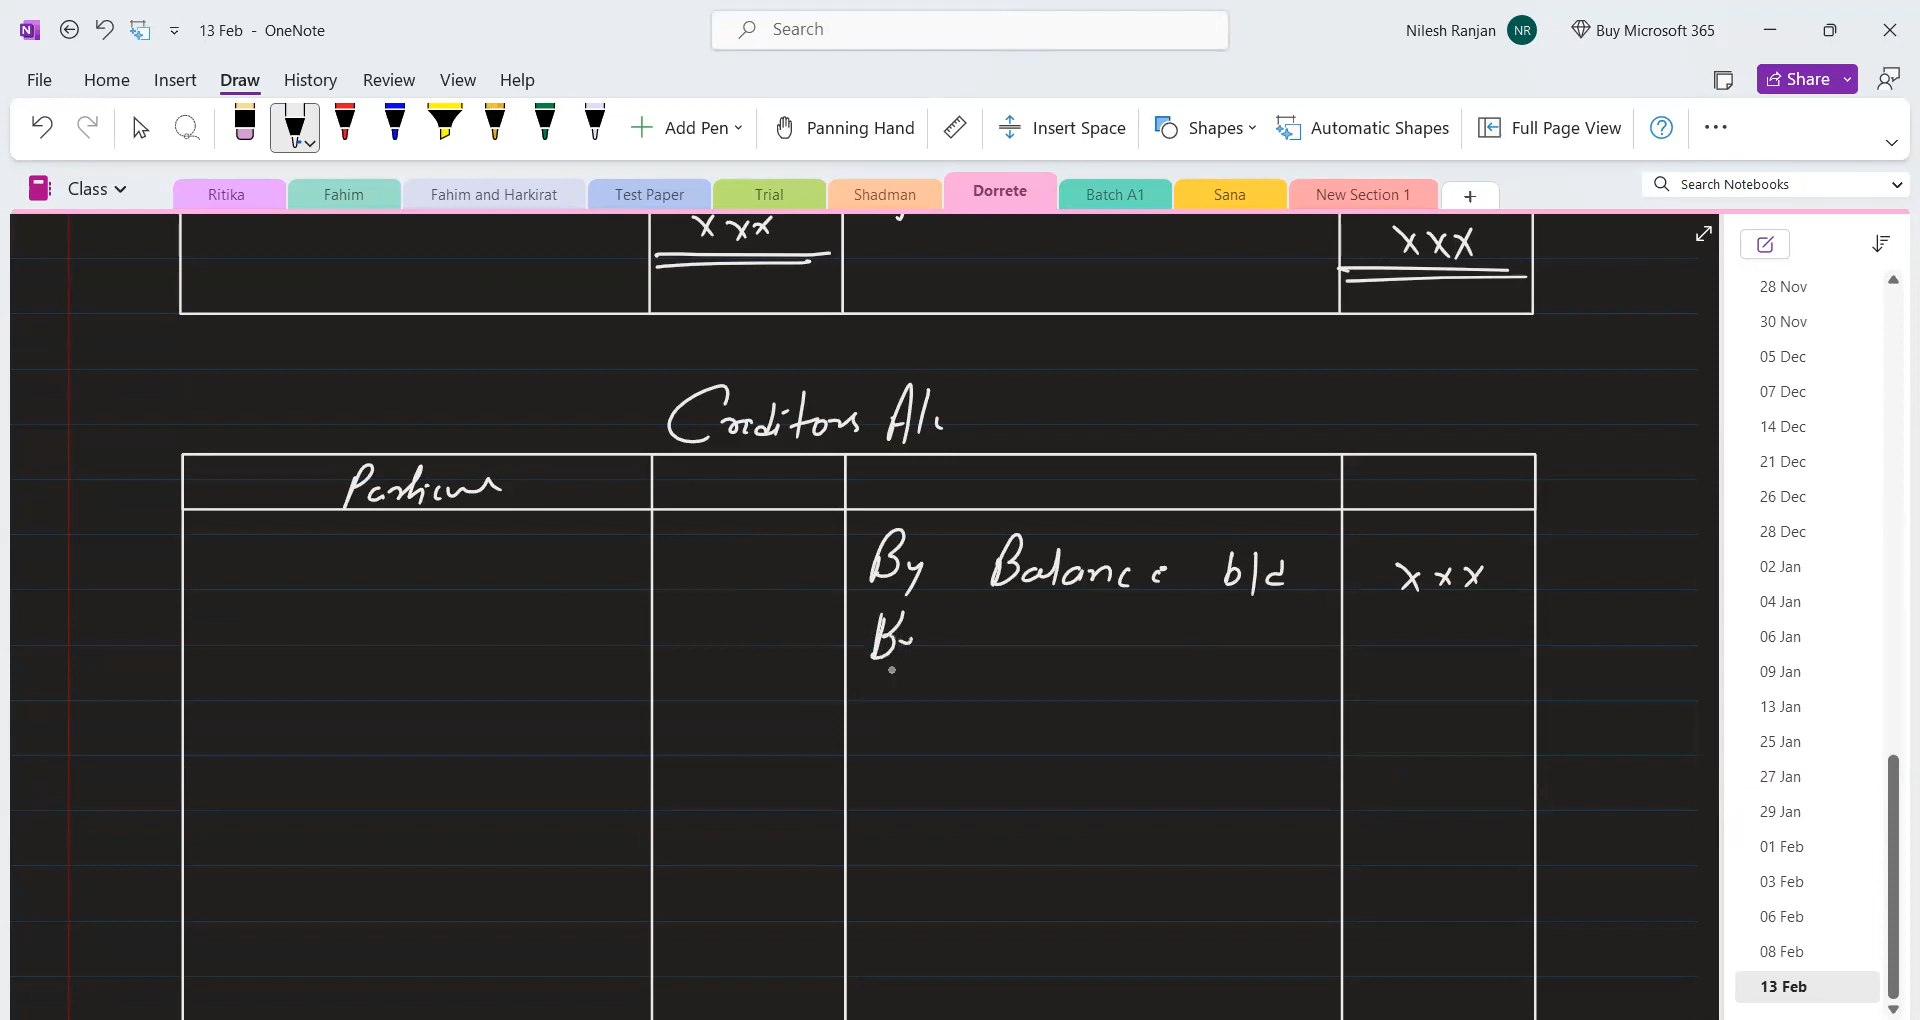 13 Feb - OneNote
Search
Nilesh Ranjan
NR
Buy Microsoft 365
File
Home
Insert
Draw
History
Review
View
Help
Share
Add Pen
Panning Hand
Insert Space
Shapes
Automatic Shapes
Full Page View
Class
Ritika
Fahim
Fahim and Harkirat
Test Paper
Trial
Shadman
Dorrete
Batch A1
Sana
New Section 1
Search Notebooks
xxx
xxx
Creditors A/c
Particus
By Balance b/d xxx
By
28 Nov
30 Nov
05 Dec
07 Dec
14 Dec
21 Dec
26 Dec
28 Dec
02 Jan
04 Jan
06 Jan
09 Jan
13 Jan
25 Jan
27 Jan
29 Jan
01 Feb
03 Feb
06 Feb
08 Feb
13 Feb